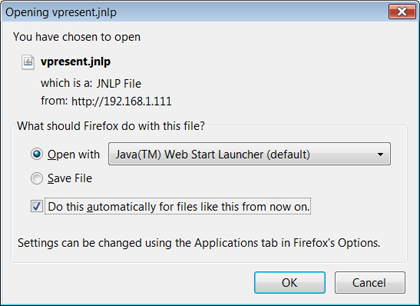 Opening vpresent.jnlp
You have chosen to open
vpresent.jnlp
which is a: JNLP File
from: http://192.168.1.111
What should Firefox do with this file?
Open with Java(TM) Web Start Launcher (default)
Save File
Do this automatically for files like this from now on.
Settings can be changed using the Applications tab in Firefox's Options.
OK Cancel